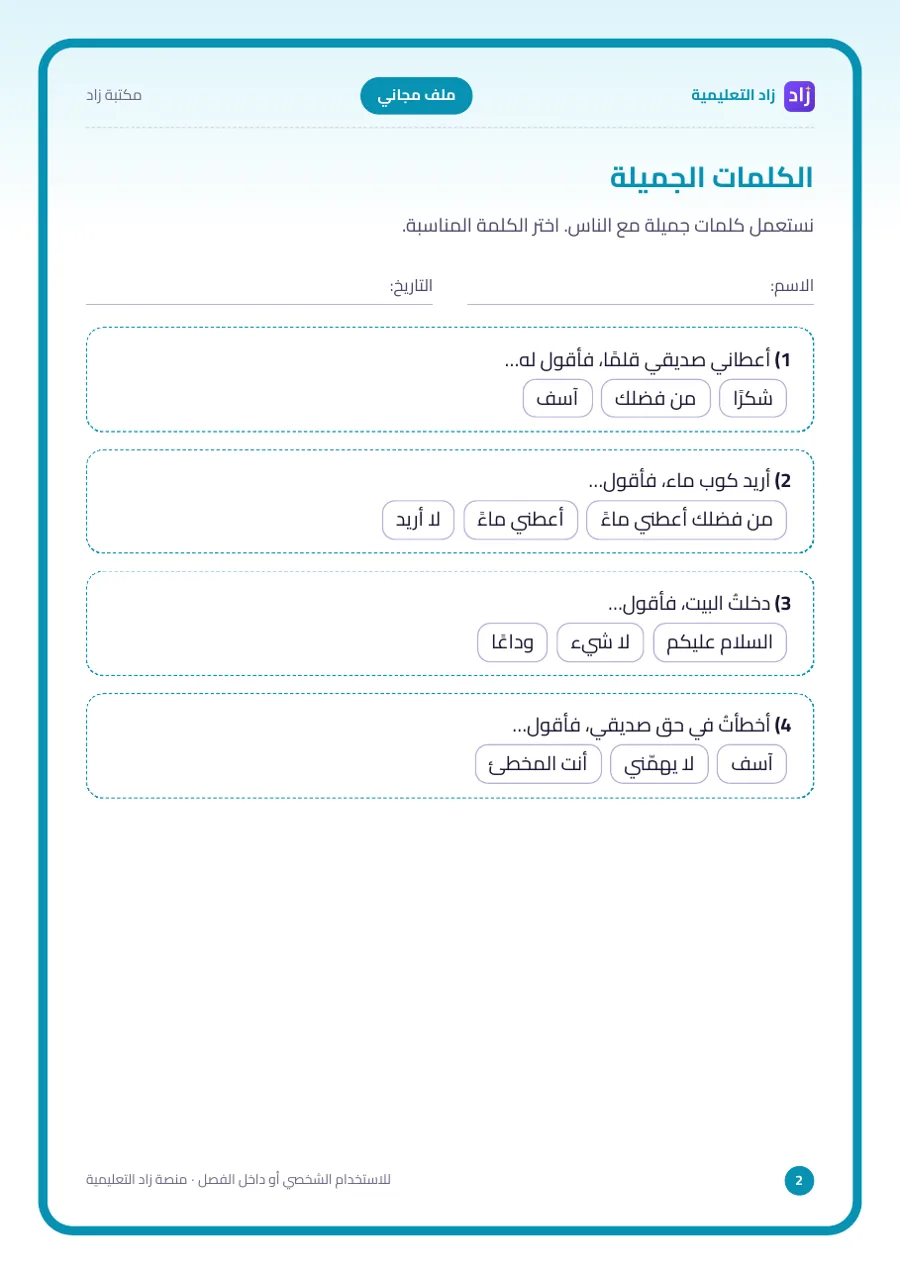 زاد زاد التعليمية
ملف مجاني
مكتبة زاد
الكلمات الجميلة
نستعمل كلمات جميلة مع الناس. اختر الكلمة المناسبة.
الاسم:
التاريخ:
1) أعطاني صديقي قلمًا، فأقول له…
شكرًا
من فضلك
آسف
2) أريد كوب ماء، فأقول…
من فضلك أعطني ماءً
أعطني ماءً
لا أريد
3) دخلتُ البيت، فأقول…
السلام عليكم
لا شيء
وداعًا
4) أخطأتُ في حق صديقي، فأقول…
آسف
لا يهمّني
أنت المخطئ
2
للاستخدام الشخصي أو داخل الفصل · منصة زاد التعليمية